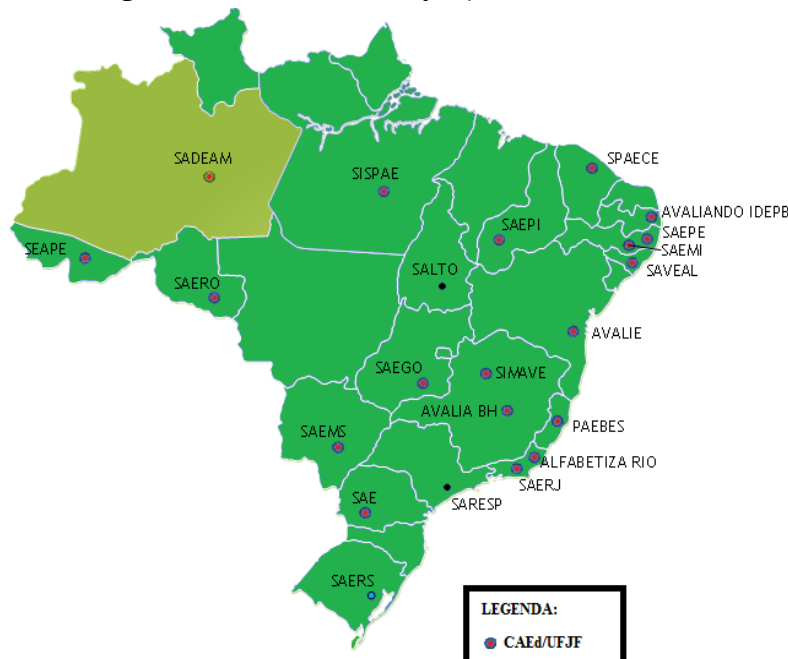 SADEAM
SISPAE
SPAECE
AVALIANDO IDEPB
SAEPE
SAEPI
SAEMI
SEAPE
SAVEAL
SALTO
SAERO
AVALIE
SAEGO
SIMAVE
AVALIA BH
PAEBES
SAEMS
ALFABETIZA RIO
SAERJ
SAE
SARESP
SAERS
LEGENDA:
CAEd/UFJF